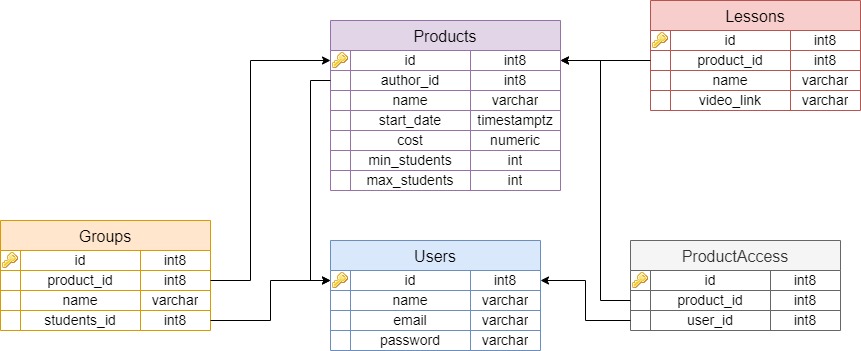 Products
id int8
author_id int8
name varchar
start_date timestamptz
cost numeric
min_students int
max_students int
Lessons
id int8
product_id int8
name varchar
video_link varchar
Groups
id int8
product_id int8
name varchar
students_id int8
Users
id int8
name varchar
email varchar
password varchar
ProductAccess
id int8
product_id int8
user_id int8